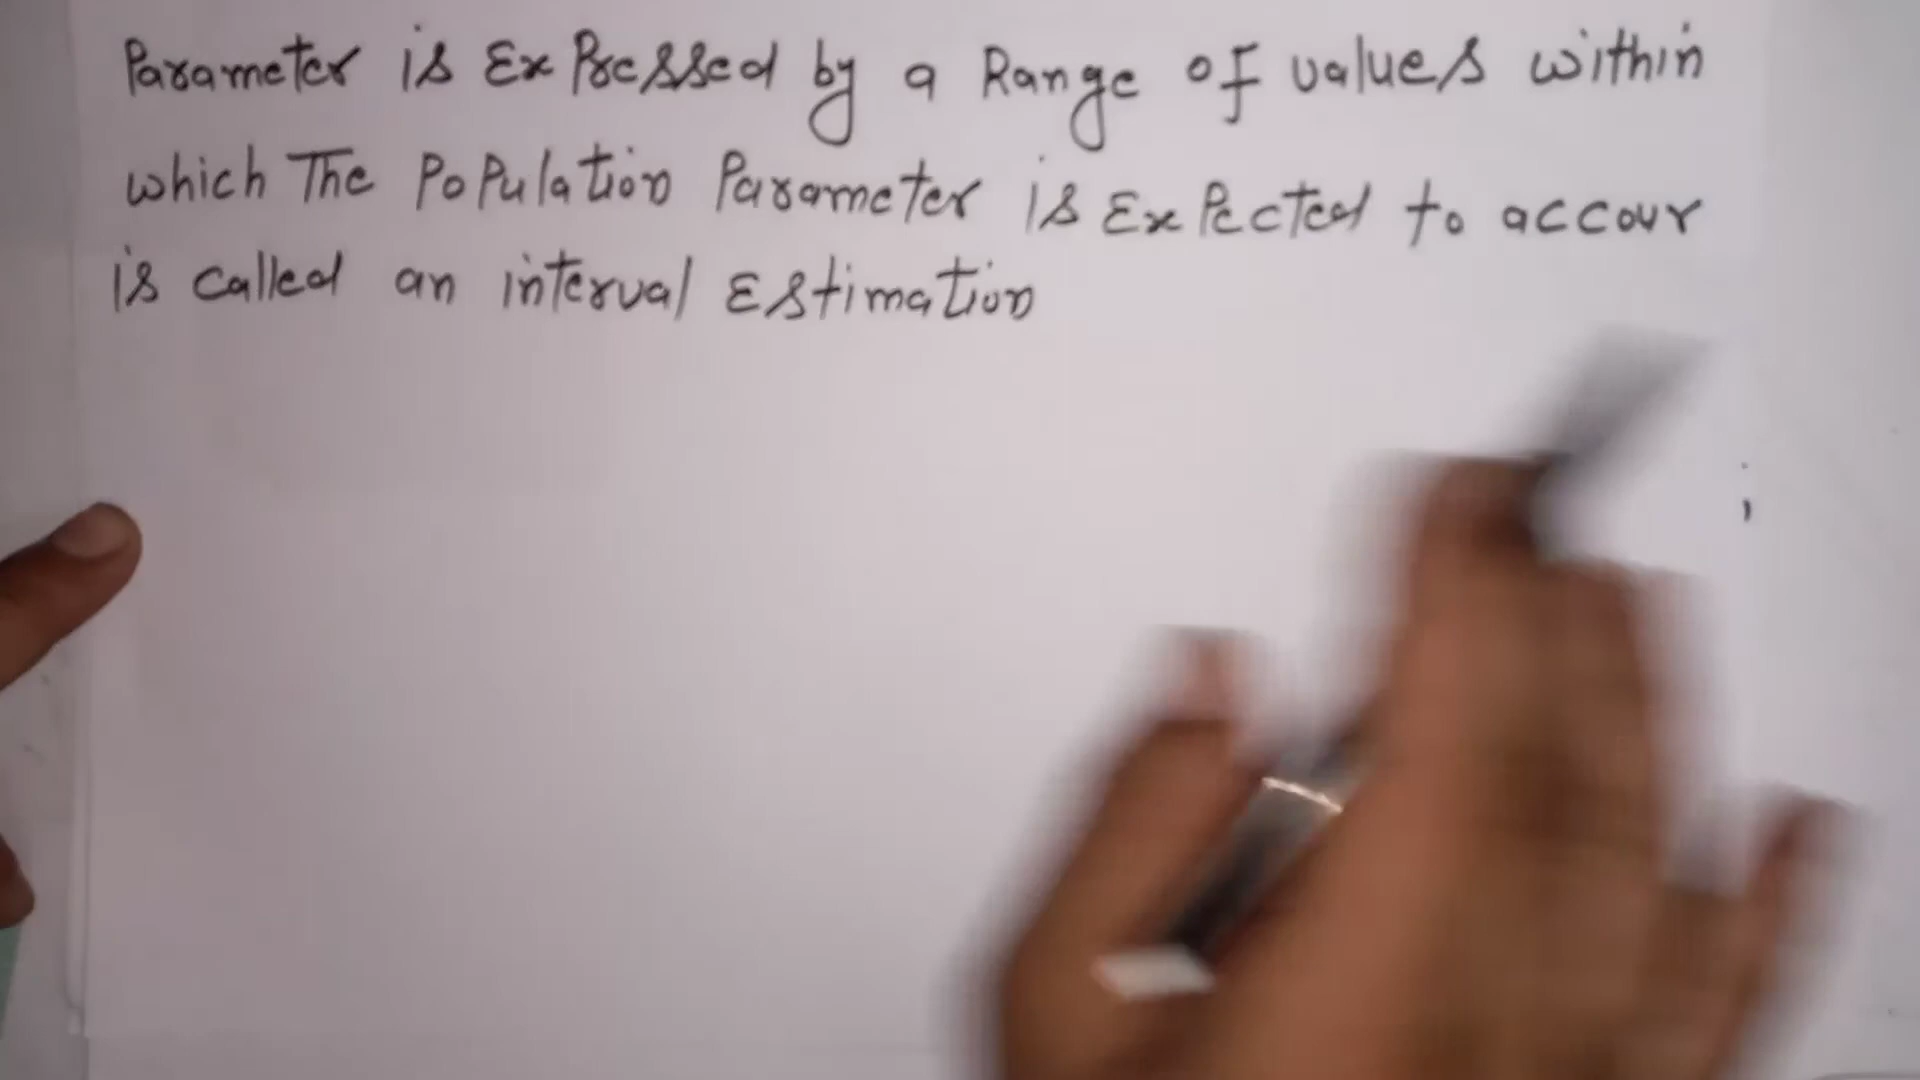 Parameter is Expressed by a Range of values within
which The Population Parameter is Expected to accour
is called an interval Estimation